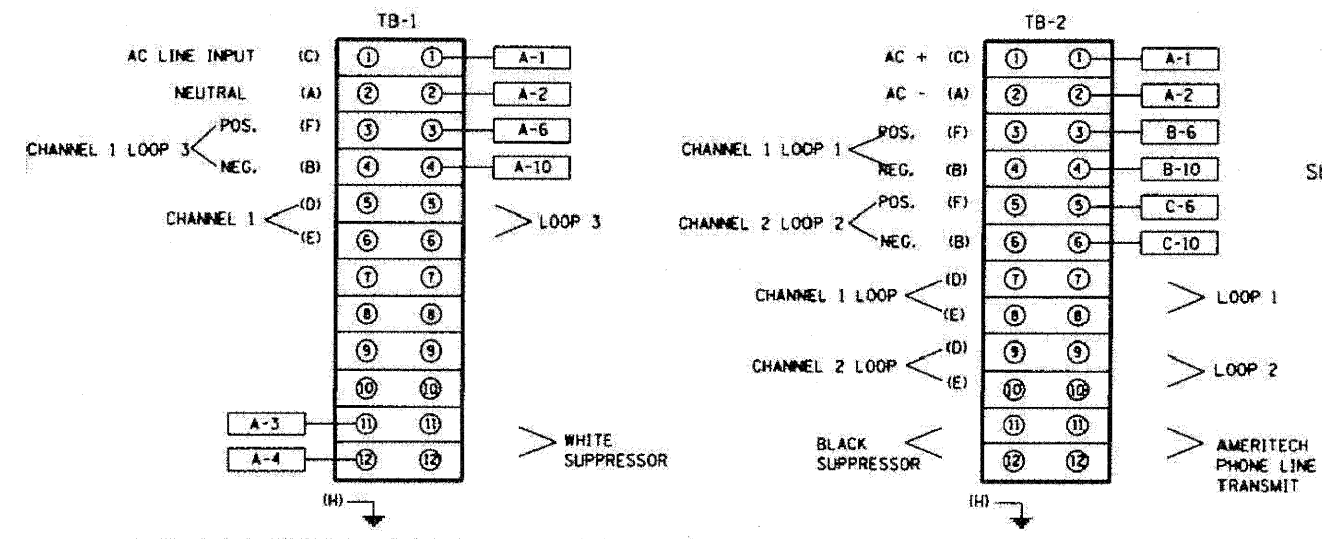 TB-1
AC LINE INPUT (C) 1 1 A-1
NEUTRAL (A) 2 2 A-2
CHANNEL 1 LOOP 3
POS. (F) 3 3 A-6
NEG. (B) 4 4 A-10
CHANNEL 1
(D) 5 5
(E) 6 6
LOOP 3
7 7
8 8
9 9
10 10
A-3 11 11
A-4 12 12
WHITE
SUPPRESSOR
(H)
TB-2
AC + (C) 1 1 A-1
AC - (A) 2 2 A-2
CHANNEL 1 LOOP 1
POS. (F) 3 3 B-6
NEG. (B) 4 4 B-10
CHANNEL 2 LOOP 2
POS. (F) 5 5 C-6
NEG. (B) 6 6 C-10
CHANNEL 1 LOOP
(D) 7 7
(E) 8 8
LOOP 1
CHANNEL 2 LOOP
(D) 9 9
(E) 10 10
LOOP 2
BLACK
SUPPRESSOR
11 11
12 12
AMERITECH
PHONE LINE
TRANSMIT
(H)